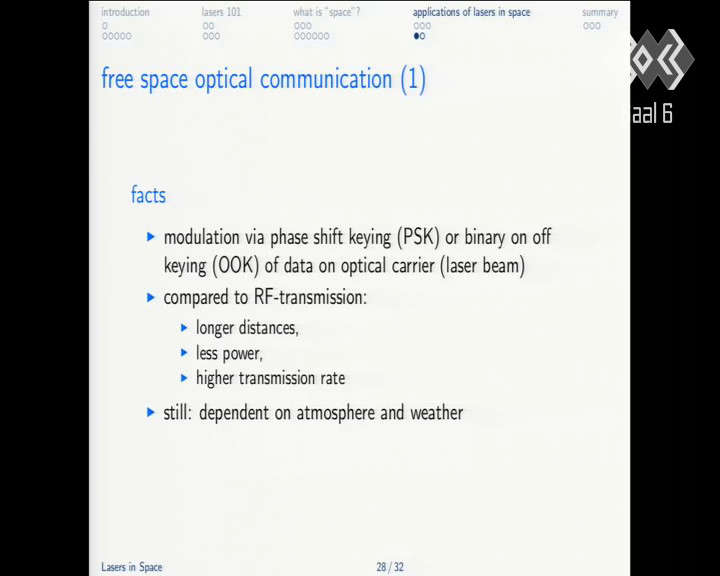 introduction lasers 101 what is "space"? applications of lasers in space summary
free space optical communication (1)
aal 6
facts
modulation via phase shift keying (PSK) or binary on off
keying (OOK) of data on optical carrier (laser beam)
compared to RF-transmission:
longer distances,
less power,
higher transmission rate
still: dependent on atmosphere and weather
Lasers in Space 28 / 32